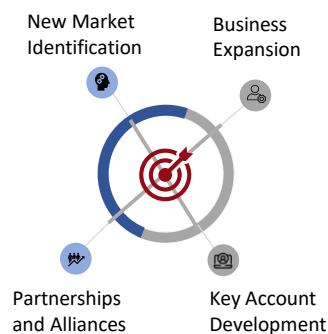 New Market
Identification
Business
Expansion
Partnerships
and Alliances
Key Account
Development